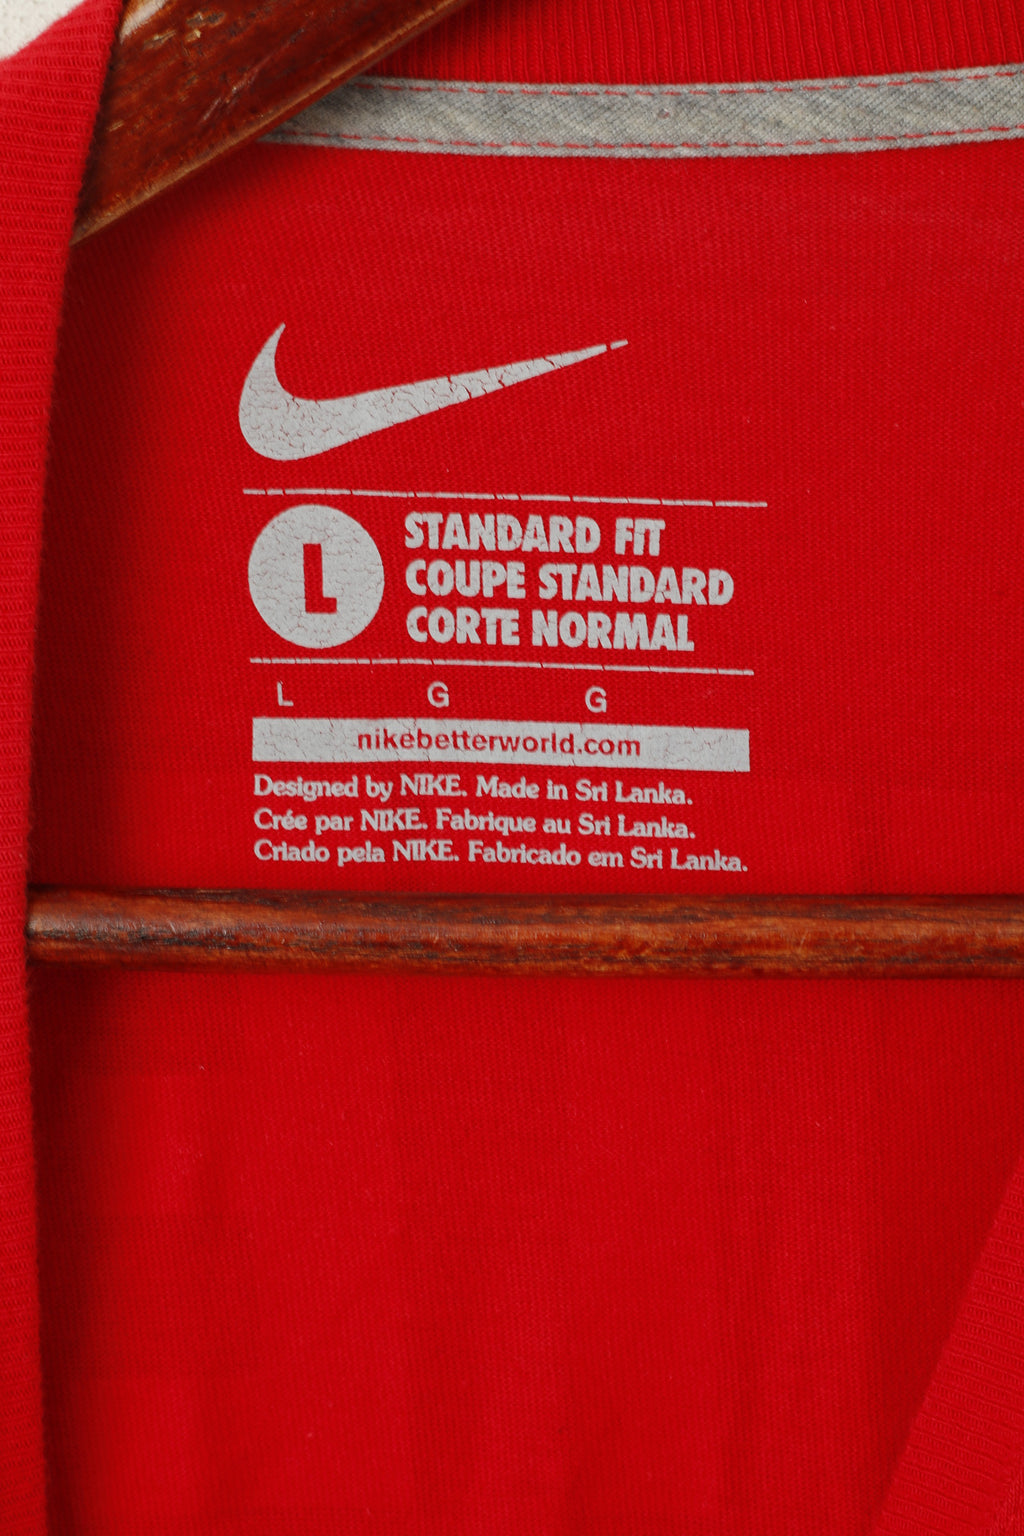 L
STANDARD FIT
COUPE STANDARD
CORTE NORMAL
L G G
nikebetterworld.com
Designed by NIKE. Made in Sri Lanka.
Crée par NIKE. Fabrique au Sri Lanka.
Criado pela NIKE. Fabricado em Sri Lanka.